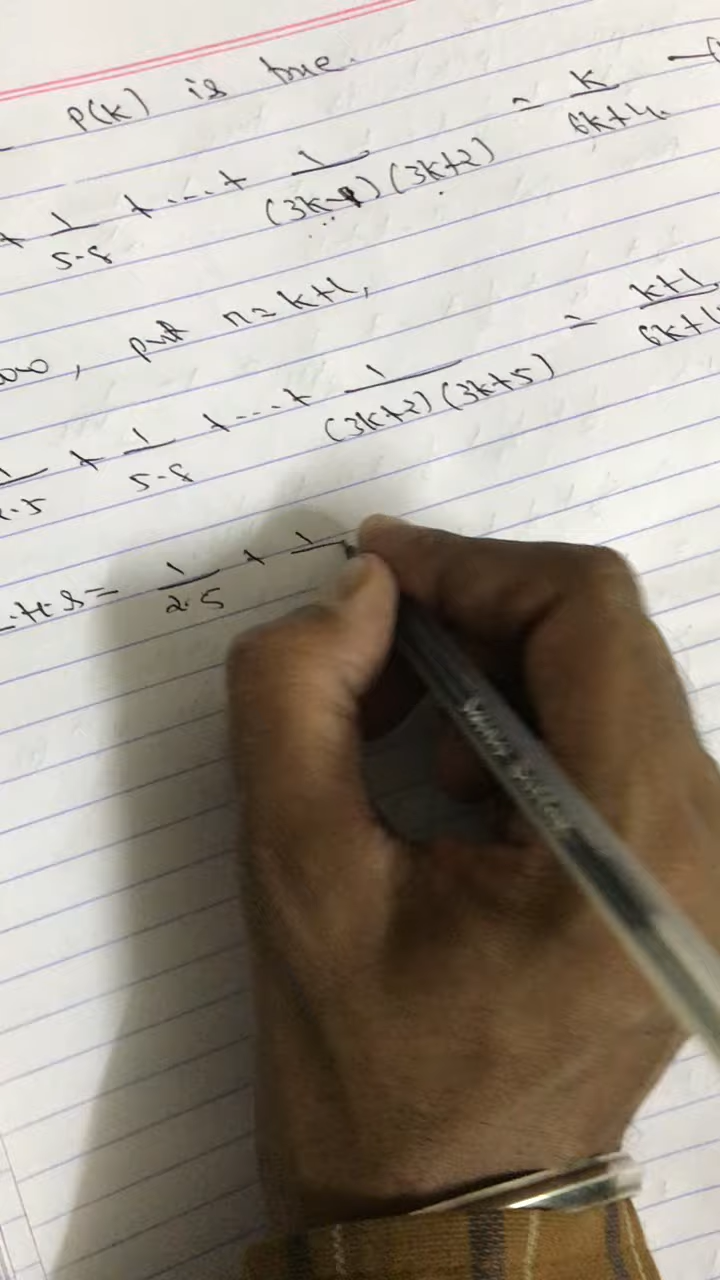 P(k) is true.
+ 1/5.8 + ... + 1/(3k-1)(3k+2) = k/6k+4
put n=k+1,
+ 1/5.8 + ... + 1/(3k+2)(3k+5) = k+1/6k+
= 1/2.5 + 1